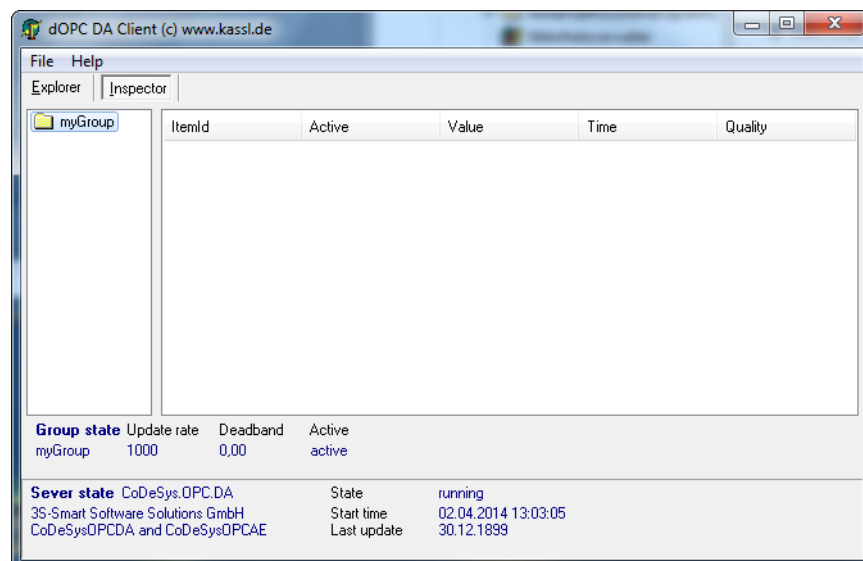 dOPC DA Client (c) www.kassl.de
File Help
Explorer Inspector
myGroup
ItemId Active Value Time Quality
Group state Update rate Deadband Active
myGroup 1000 0,00 active
Sever state CoDeSys.OPC.DA State running
3S-Smart Software Solutions GmbH Start time 02.04.2014 13:03:05
CoDeSysOPCDA and CoDeSysOPCAE Last update 30.12.1899